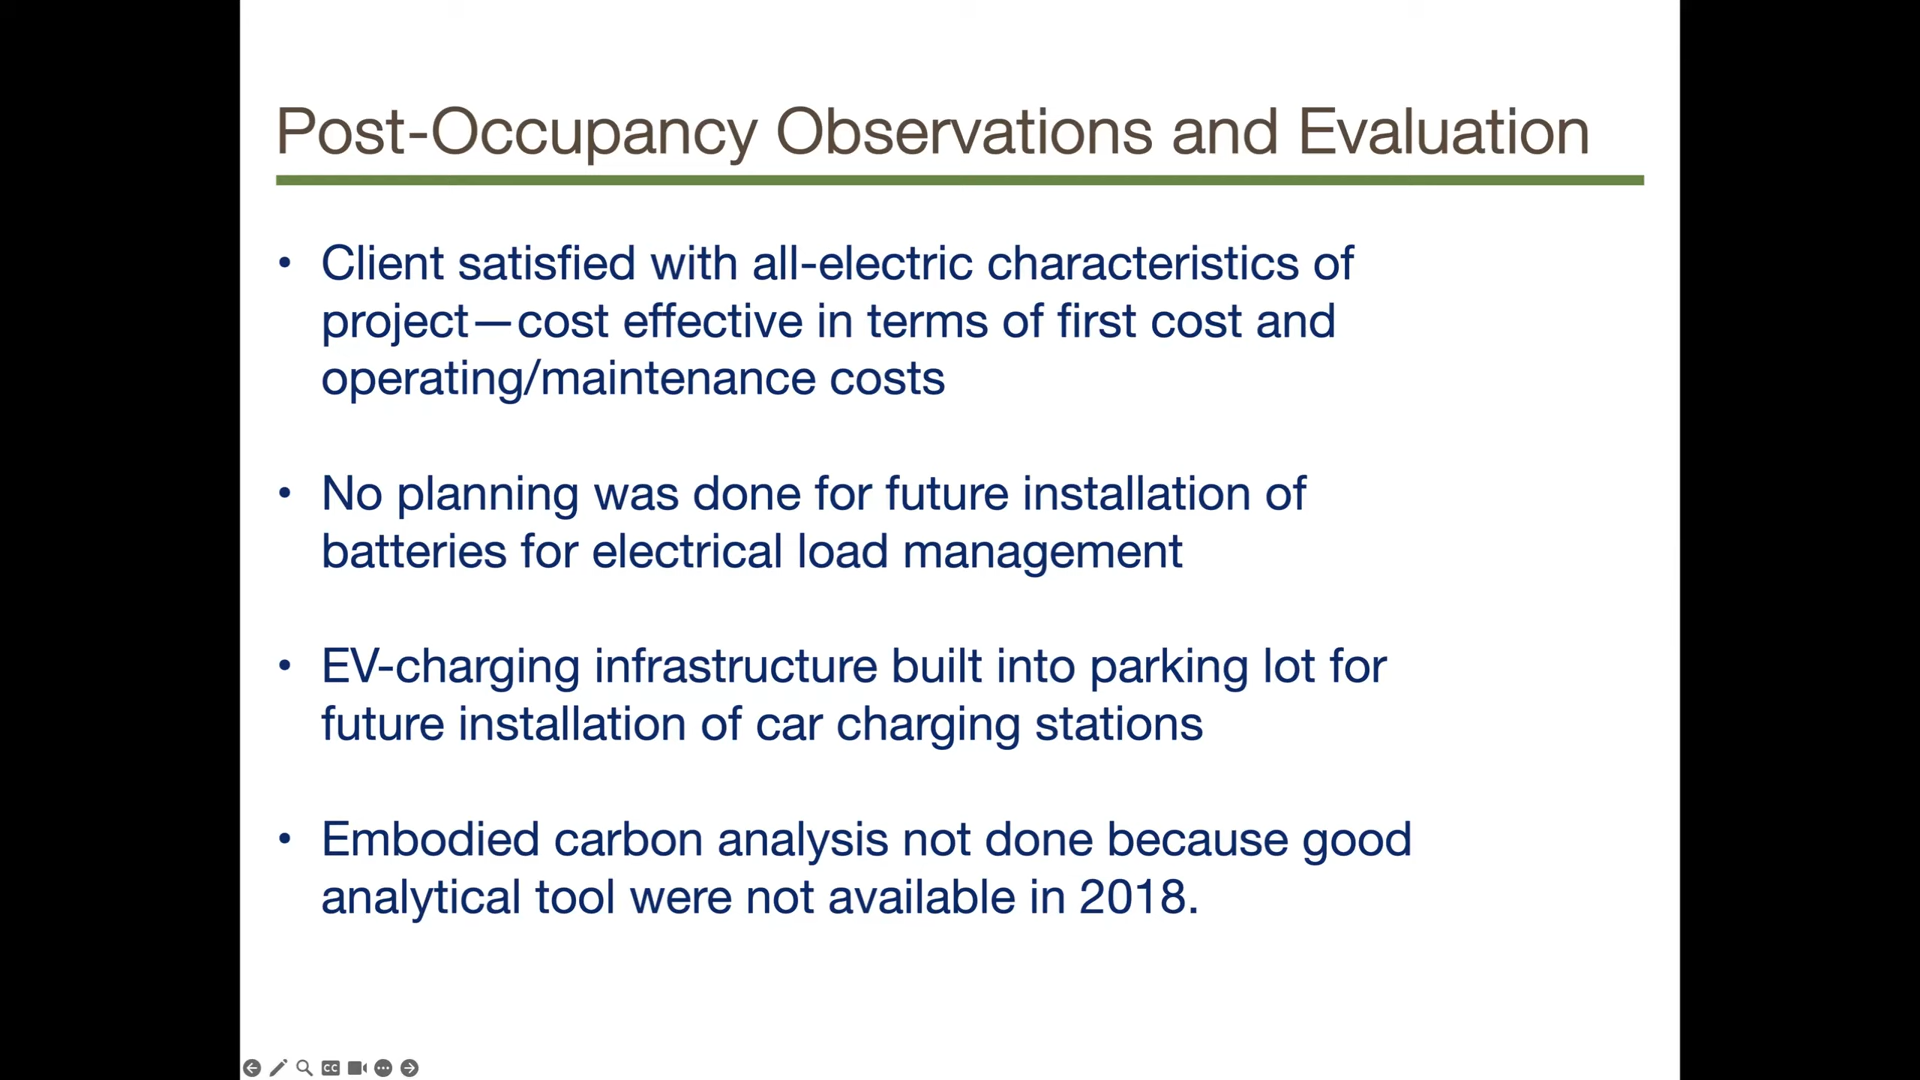 Post-Occupancy Observations and Evaluation
• Client satisfied with all-electric characteristics of
project—cost effective in terms of first cost and
operating/maintenance costs
• No planning was done for future installation of
batteries for electrical load management
• EV-charging infrastructure built into parking lot for
future installation of car charging stations
• Embodied carbon analysis not done because good
analytical tool were not available in 2018.
CC